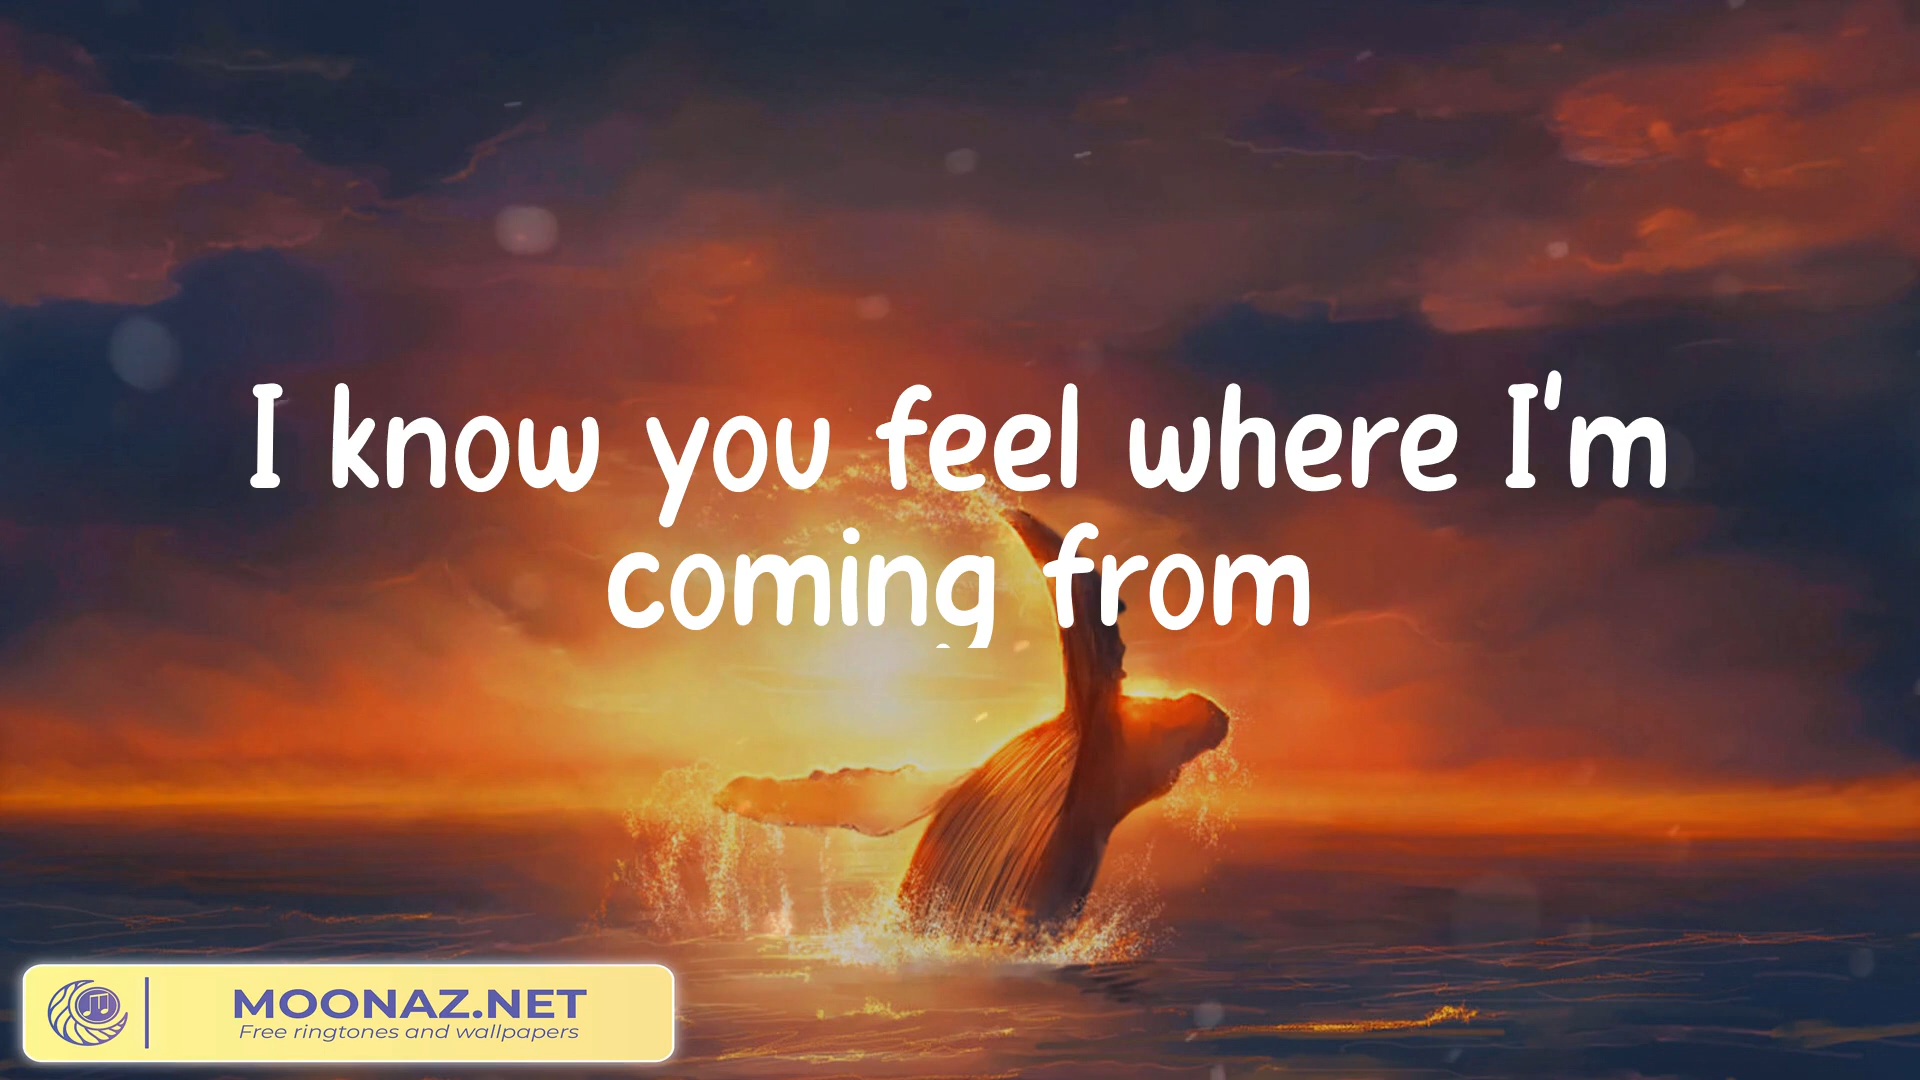 I know you feel where I'm
coming from
MOONAZ.NET
Free ringtones and wallpapers